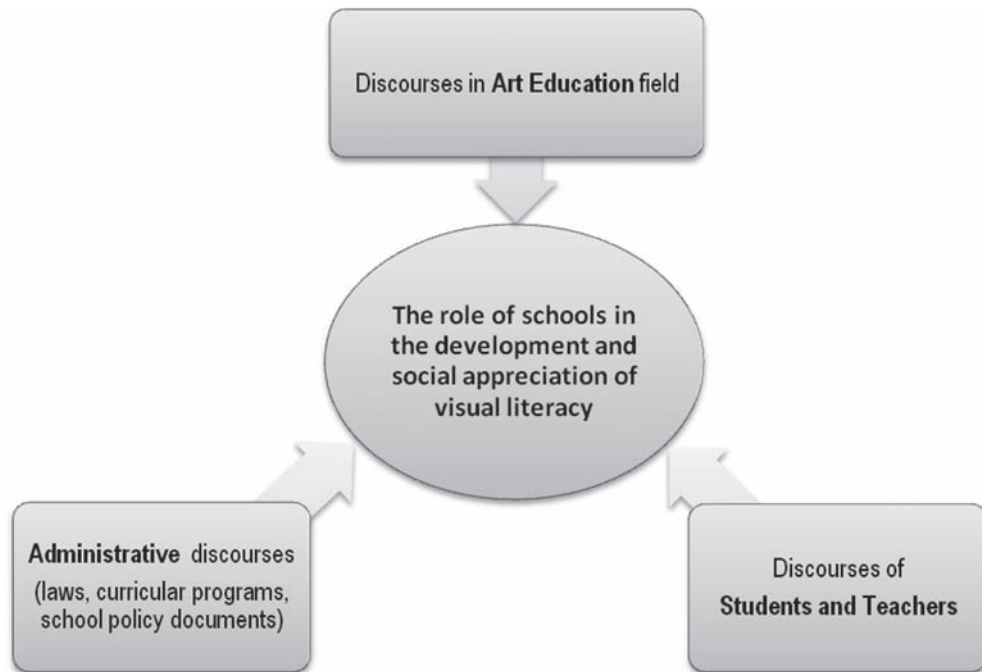 Discourses in Art Education field
The role of schools in
the development and
social appreciation of
visual literacy
Administrative discourses
(laws, curricular programs,
school policy documents)
Discourses of
Students and Teachers